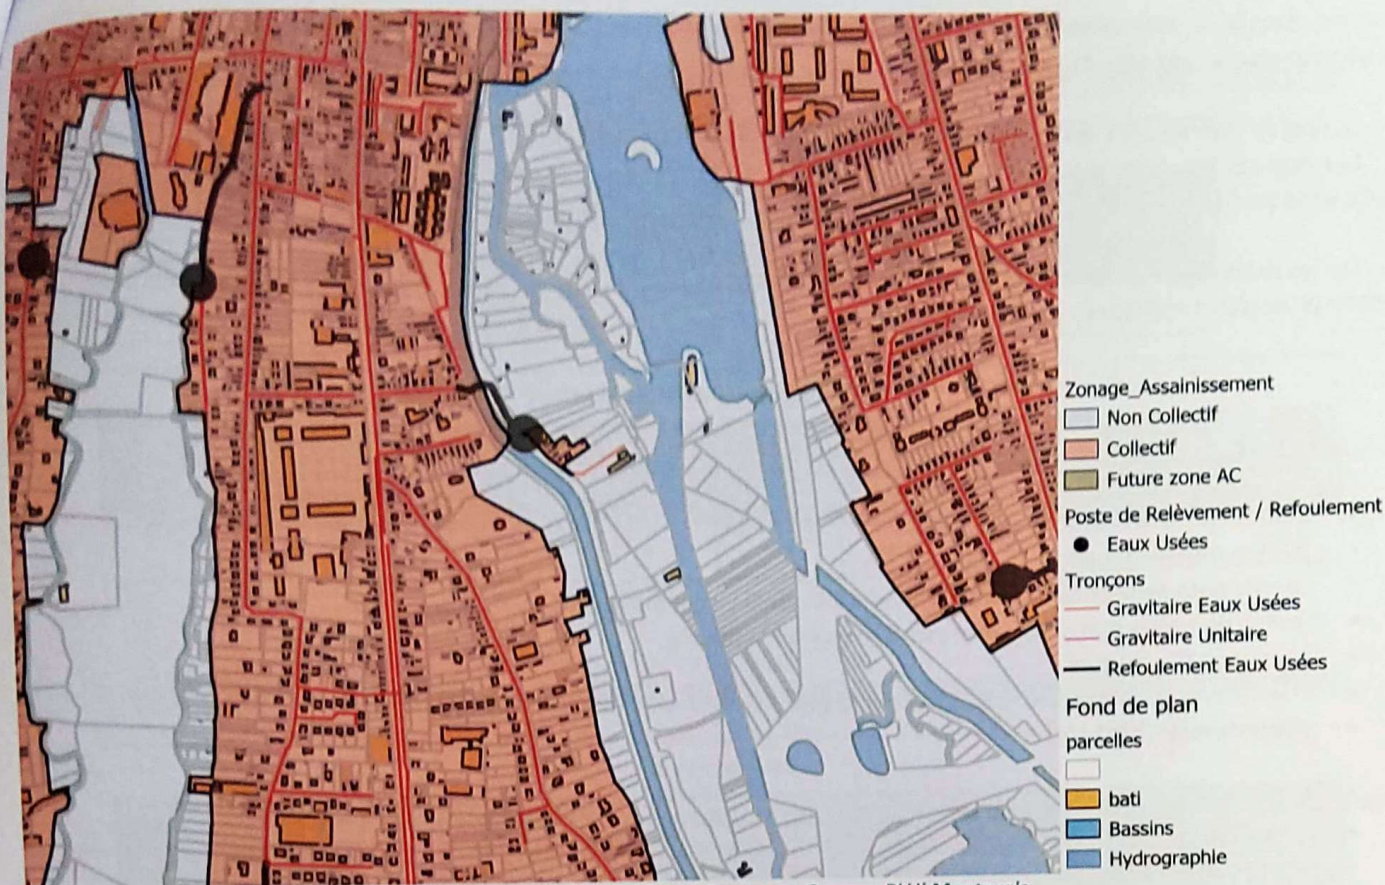 Zonage_Assainissement
Non Collectif
Collectif
Future zone AC
Poste de Relèvement / Refoulement
Eaux Usées
Tronçons
Gravitaire Eaux Usées
Gravitaire Unitaire
Refoulement Eaux Usées
Fond de plan
parcelles
bati
Bassins
Hydrographie